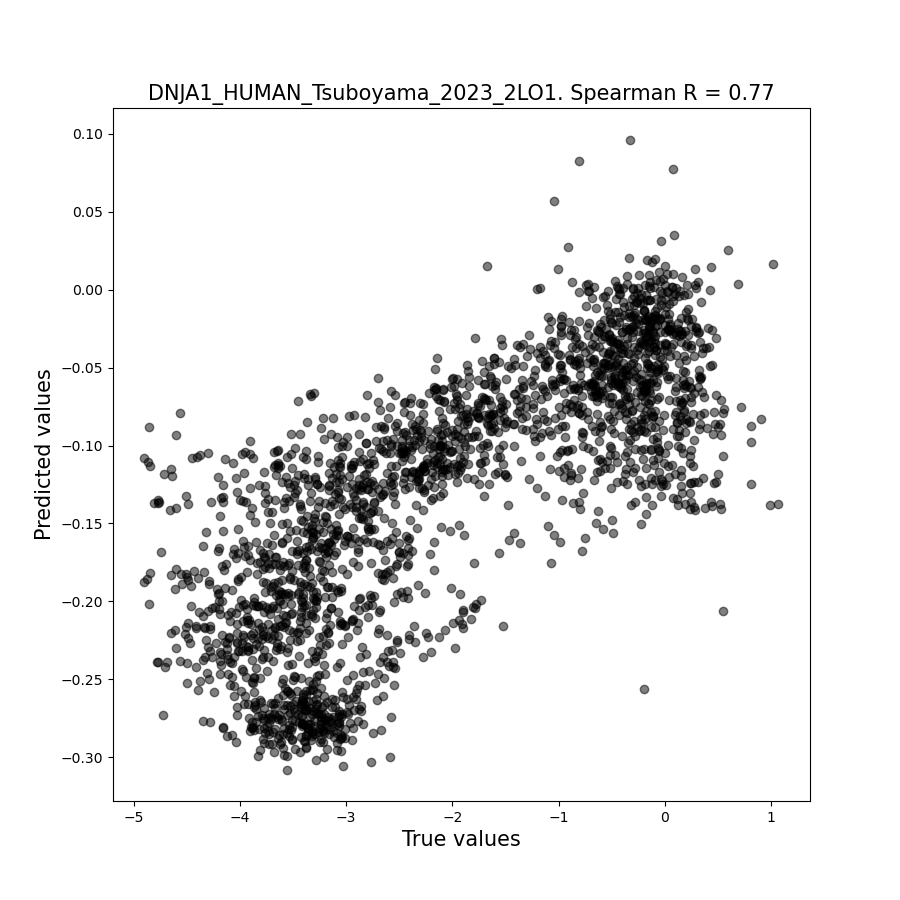 DNJA1_HUMAN_Tsuboyama_2023_2LO1. Spearman R = 0.77
0.10
0.05
0.00
−0.05
−0.10
−0.15
−0.20
−0.25
−0.30
Predicted values
−5 −4 −3 −2 −1 0 1
True values